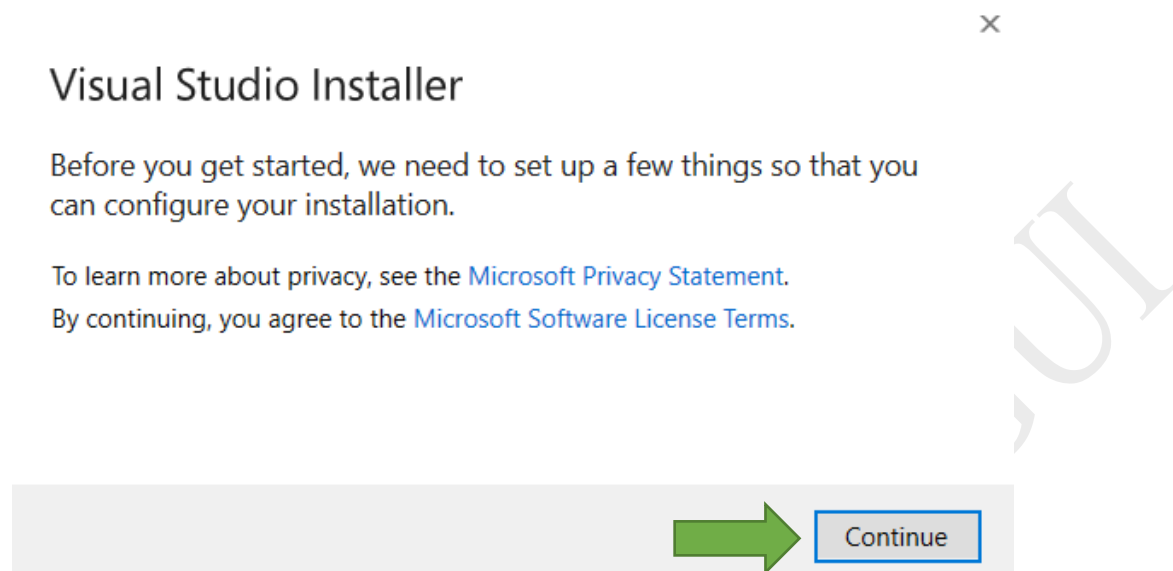 Visual Studio Installer
Before you get started, we need to set up a few things so that you
can configure your installation.
To learn more about privacy, see the Microsoft Privacy Statement.
By continuing, you agree to the Microsoft Software License Terms.
Continue